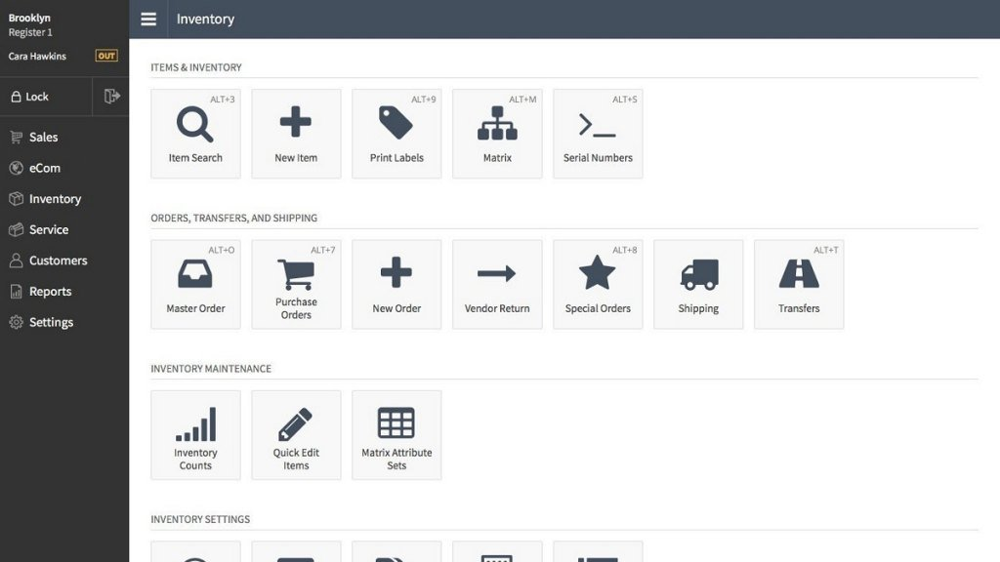 Brooklyn
Register 1
Cara Hawkins OUT
Lock
Sales
eCom
Inventory
Service
Customers
Reports
Settings
Inventory
ITEMS & INVENTORY
ALT+3
Item Search
New Item
ALT+9
Print Labels
ALT+M
Matrix
ALT+S
Serial Numbers
ORDERS, TRANSFERS, AND SHIPPING
ALT+O
Master Order
ALT+7
Purchase
Orders
New Order
Vendor Return
ALT+8
Special Orders
Shipping
ALT+T
Transfers
INVENTORY MAINTENANCE
Inventory
Counts
Quick Edit
Items
Matrix Attribute
Sets
INVENTORY SETTINGS